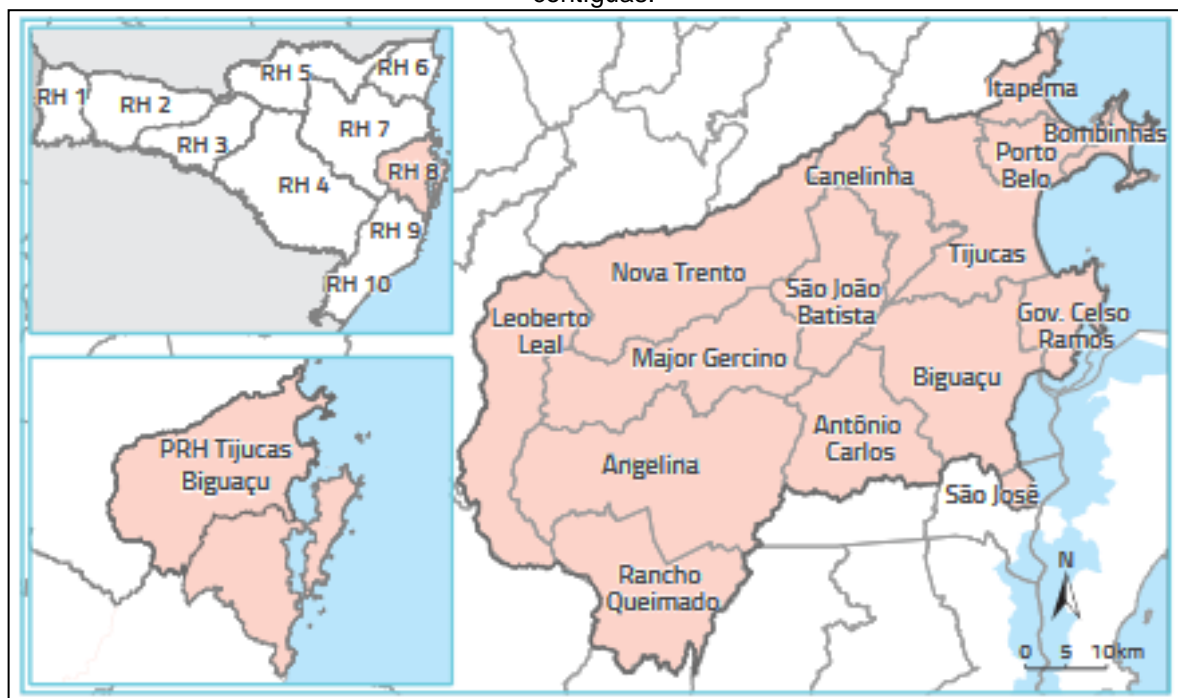 contíguas.
RH 1
RH 2
RH 3
RH 4
RH 5
RH 6
RH 7
RH 8
RH 9
RH 10
PRH Tijucas
Biguaçu
Itapema
Bombinhas
Porto
Belo
Canelinha
Tijucas
Nova Trento
São João
Batista
Gov. Celso
Ramos
Leoberto
Leal
Major Gercino
Biguaçu
Antônio
Carlos
Angelina
São José
Rancho
Queimado
N
0 5 10km